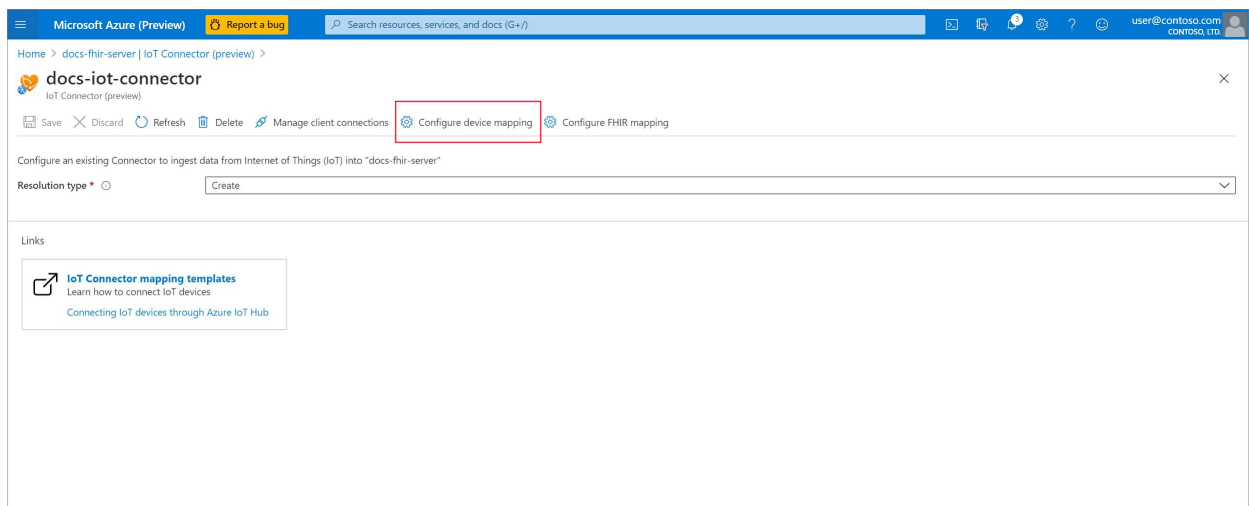 Microsoft Azure (Preview) Report a bug Search resources, services, and docs (G+/) 3 user@contoso.com
CONTOSO, LTD.
Home > docs-fhir-server | IoT Connector (preview) >
docs-iot-connector
IoT Connector (preview)
Save Discard Refresh Delete Manage client connections Configure device mapping Configure FHIR mapping
Configure an existing Connector to ingest data from Internet of Things (IoT) into "docs-fhir-server"
Resolution type * Create
Links
IoT Connector mapping templates
Learn how to connect IoT devices
Connecting IoT devices through Azure IoT Hub